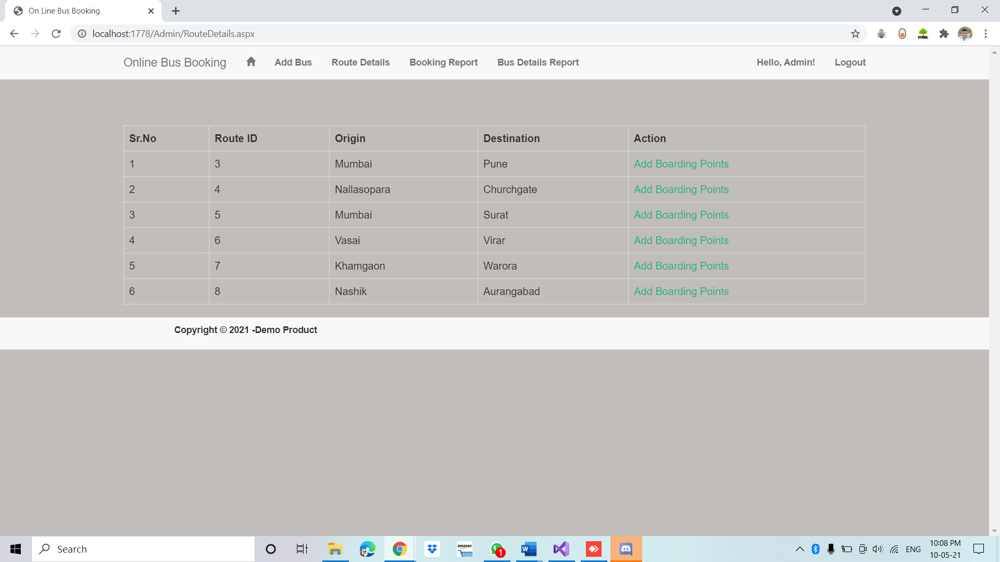 On Line Bus Booking
localhost:1778/Admin/RouteDetails.aspx
HTML
Online Bus Booking Add Bus Route Details Booking Report Bus Details Report Hello, Admin! Logout
Sr.No Route ID Origin Destination Action
1 3 Mumbai Pune Add Boarding Points
2 4 Nallasopara Churchgate Add Boarding Points
3 5 Mumbai Surat Add Boarding Points
4 6 Vasai Virar Add Boarding Points
5 7 Khamgaon Warora Add Boarding Points
6 8 Nashik Aurangabad Add Boarding Points
Copyright © 2021 -Demo Product
Search amazon 1 W ENG 10:08 PM
10-05-21